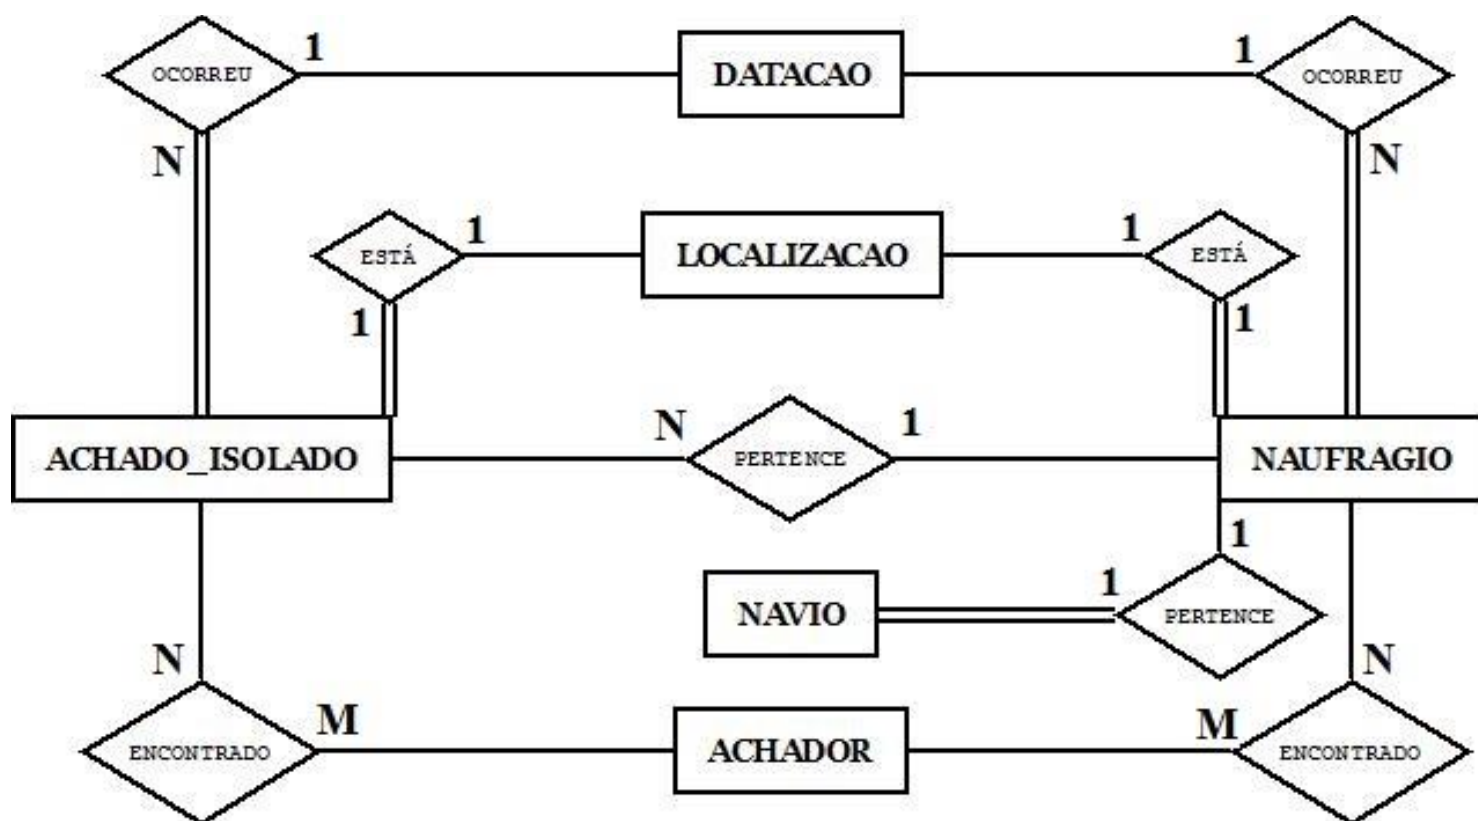 OCORREU
1
DATACAO
1
OCORREU
N
N
ESTÁ
1
LOCALIZACAO
1
ESTÁ
1
1
ACHADO_ISOLADO
N
PERTENCE
1
NAUFRAGIO
1
NAVIO
1
PERTENCE
N
N
ENCONTRADO
M
ACHADOR
M
ENCONTRADO